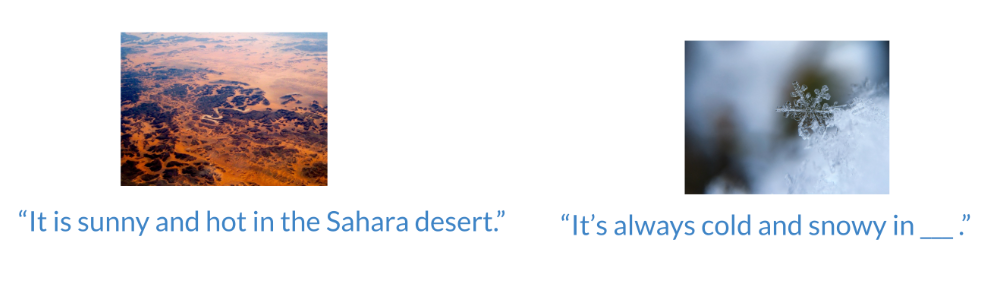 “It is sunny and hot in the Sahara desert.”
“It’s always cold and snowy in ___ .”